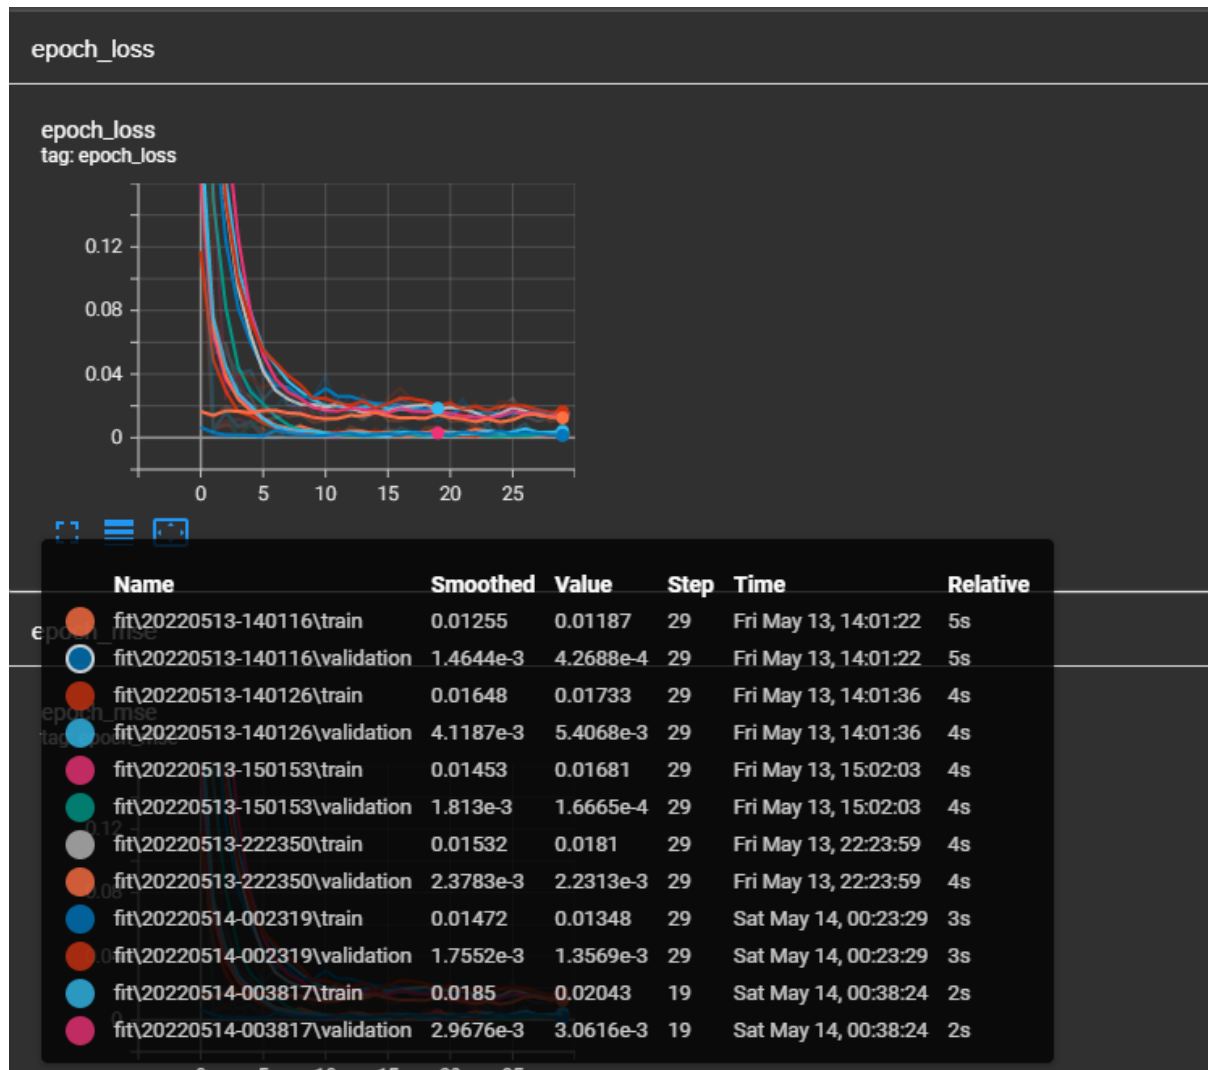 epoch_loss
epoch_loss
tag: epoch_loss
0.12
0.08
0.04
0
0 5 10 15 20 25
Name Smoothed Value Step Time Relative
epoch_mse
fit\20220513-140116\train 0.01255 0.01187 29 Fri May 13, 14:01:22 5s
fit\20220513-140116\validation 1.4644e-3 4.2688e-4 29 Fri May 13, 14:01:22 5s
fit\20220513-140126\train 0.01648 0.01733 29 Fri May 13, 14:01:36 4s
epoch_mse
fit\20220513-140126\validation 4.1187e-3 5.4068e-3 29 Fri May 13, 14:01:36 4s
tag: epoch_mse
fit\20220513-150153\train 0.01453 0.01681 29 Fri May 13, 15:02:03 4s
fit\20220513-150153\validation 1.813e-3 1.6665e-4 29 Fri May 13, 15:02:03 4s
0.12
fit\20220513-222350\train 0.01532 0.0181 29 Fri May 13, 22:23:59 4s
fit\20220513-222350\validation 2.3783e-3 2.2313e-3 29 Fri May 13, 22:23:59 4s
0.08
fit\20220514-002319\train 0.01472 0.01348 29 Sat May 14, 00:23:29 3s
fit\20220514-002319\validation 1.7552e-3 1.3569e-3 29 Sat May 14, 00:23:29 3s
fit\20220514-003817\train 0.0185 0.02043 19 Sat May 14, 00:38:24 2s
0
fit\20220514-003817\validation 2.9676e-3 3.0616e-3 19 Sat May 14, 00:38:24 2s